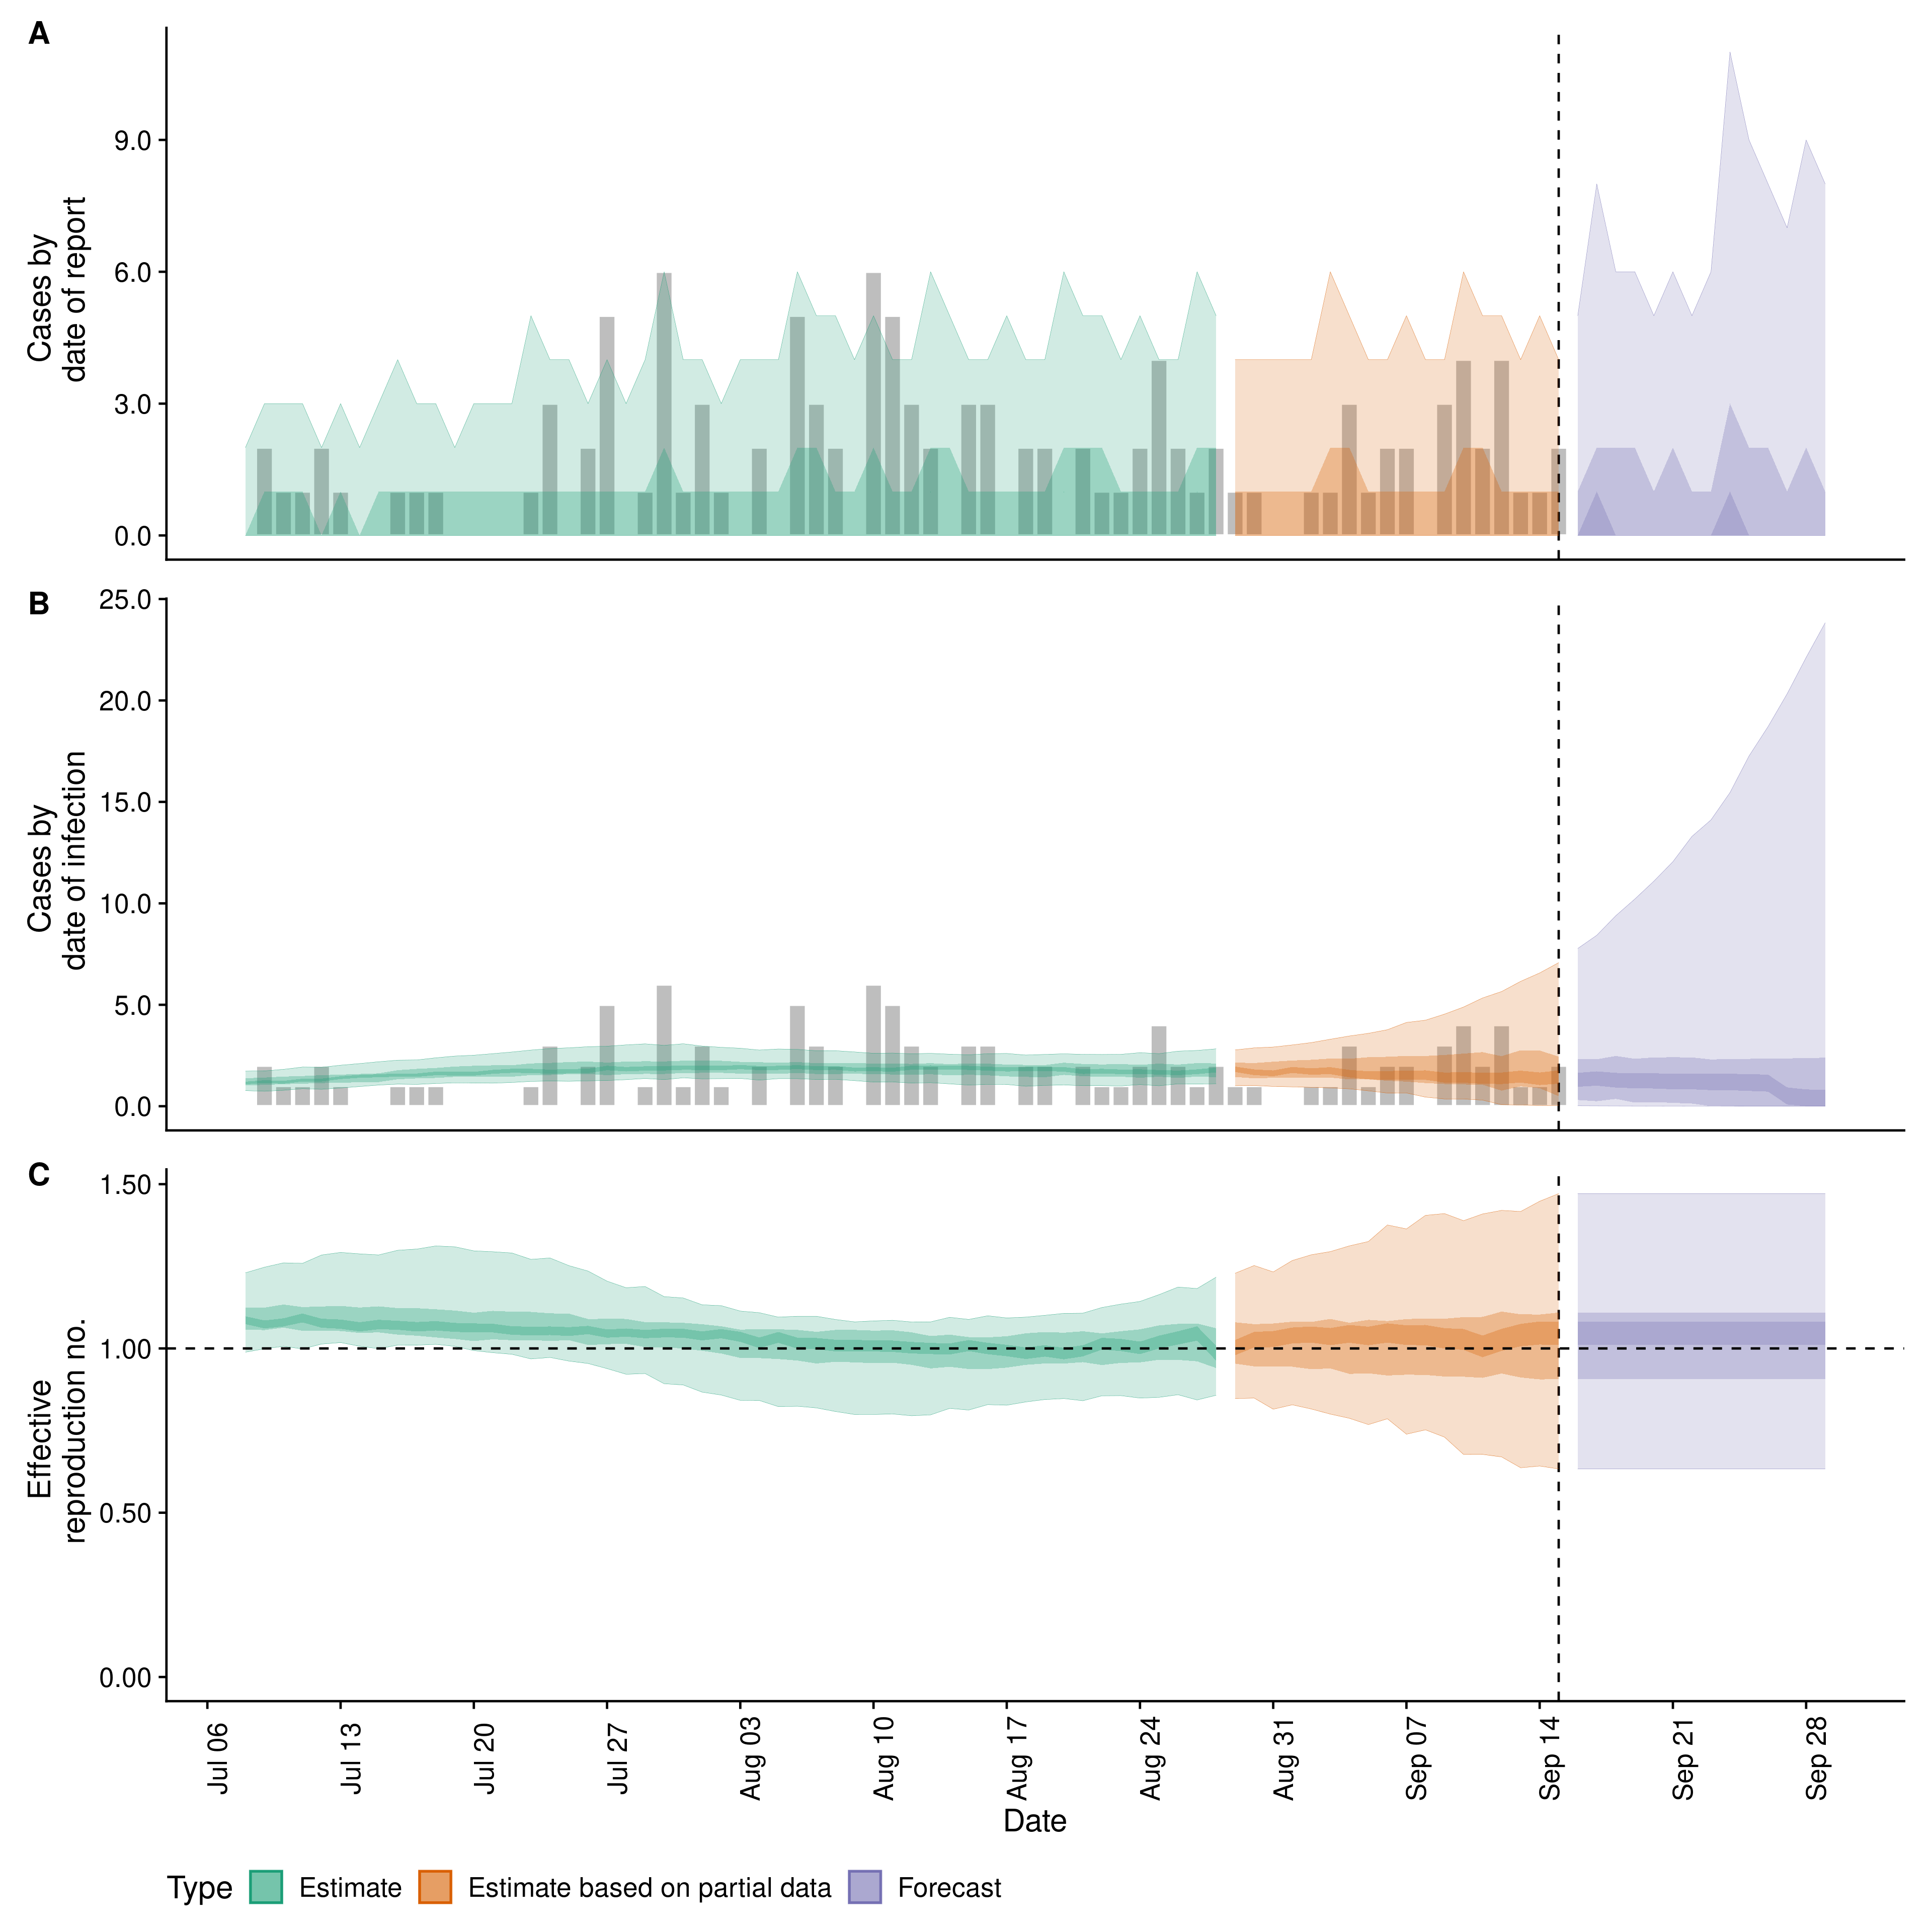 A
Cases by
date of report
9.0
6.0
3.0
0.0
B
Cases by
date of infection
25.0
20.0
15.0
10.0
5.0
0.0
C
Effective
reproduction no.
1.50
1.00
0.50
0.00
Jul 06
Jul 13
Jul 20
Jul 27
Aug 03
Aug 10
Aug 17
Aug 24
Aug 31
Sep 07
Sep 14
Sep 21
Sep 28
Date
Type Estimate Estimate based on partial data Forecast